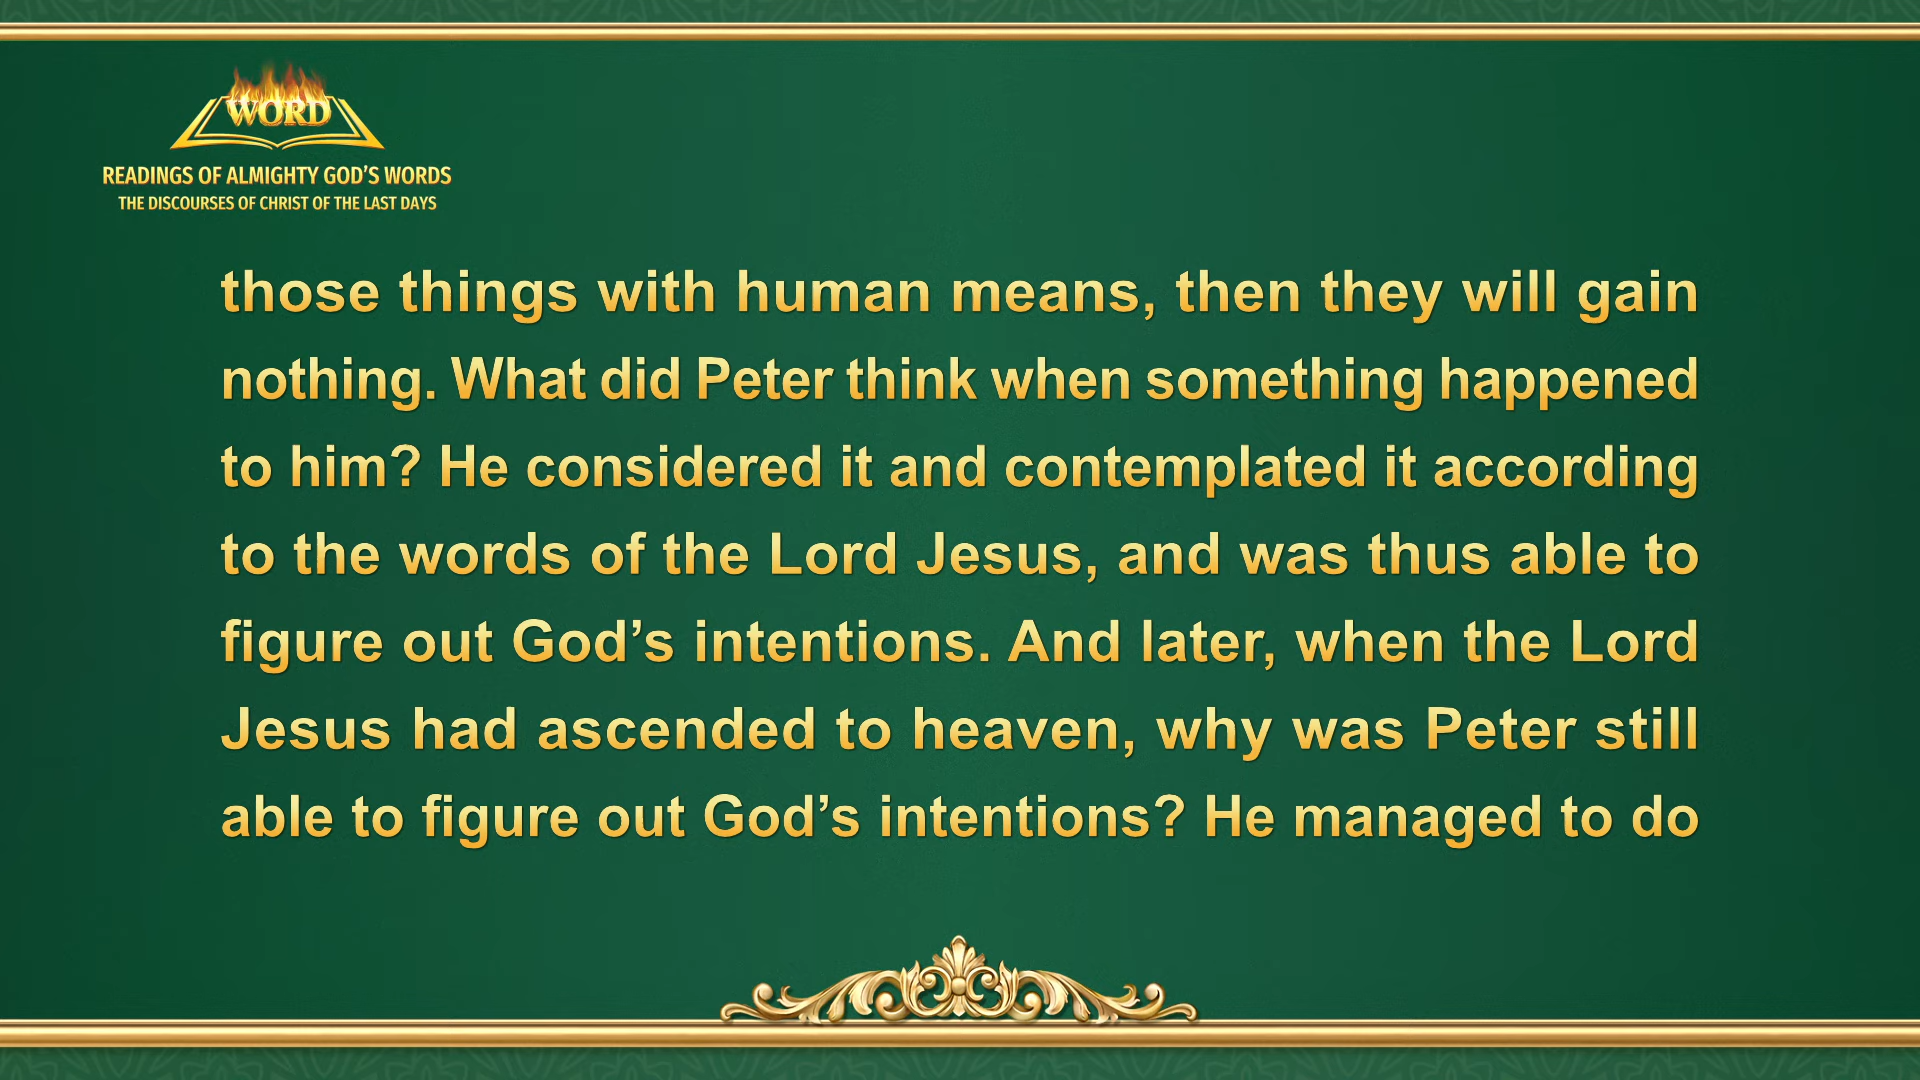 WORD
READINGS OF ALMIGHTY GOD’S WORDS
THE DISCOURSES OF CHRIST OF THE LAST DAYS
those things with human means, then they will gain
nothing. What did Peter think when something happened
to him? He considered it and contemplated it according
to the words of the Lord Jesus, and was thus able to
figure out God’s intentions. And later, when the Lord
Jesus had ascended to heaven, why was Peter still
able to figure out God’s intentions? He managed to do